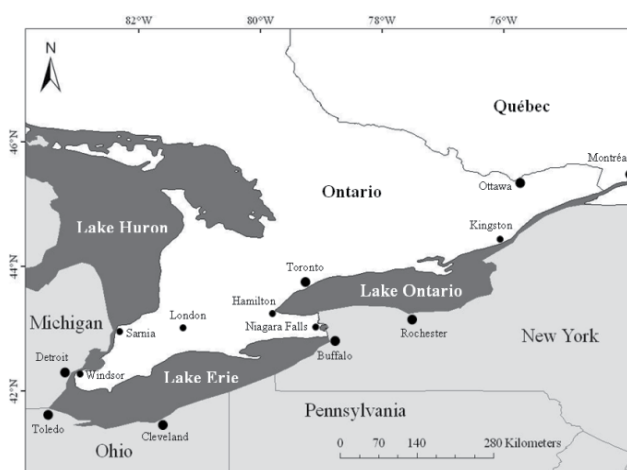 82°W
80°W
78°W
76°W
N
46°N
44°N
42°N
Québec
Montréa
Ottawa
Ontario
Kingston
Lake Huron
Toronto
Lake Ontario
Hamilton
Michigan
London
Sarnia
Niagara Falls
Rochester
New York
Buffalo
Detroit
Windsor
Lake Erie
Toledo
Cleveland
Pennsylvania
Ohio
0 70 140 280 Kilometers